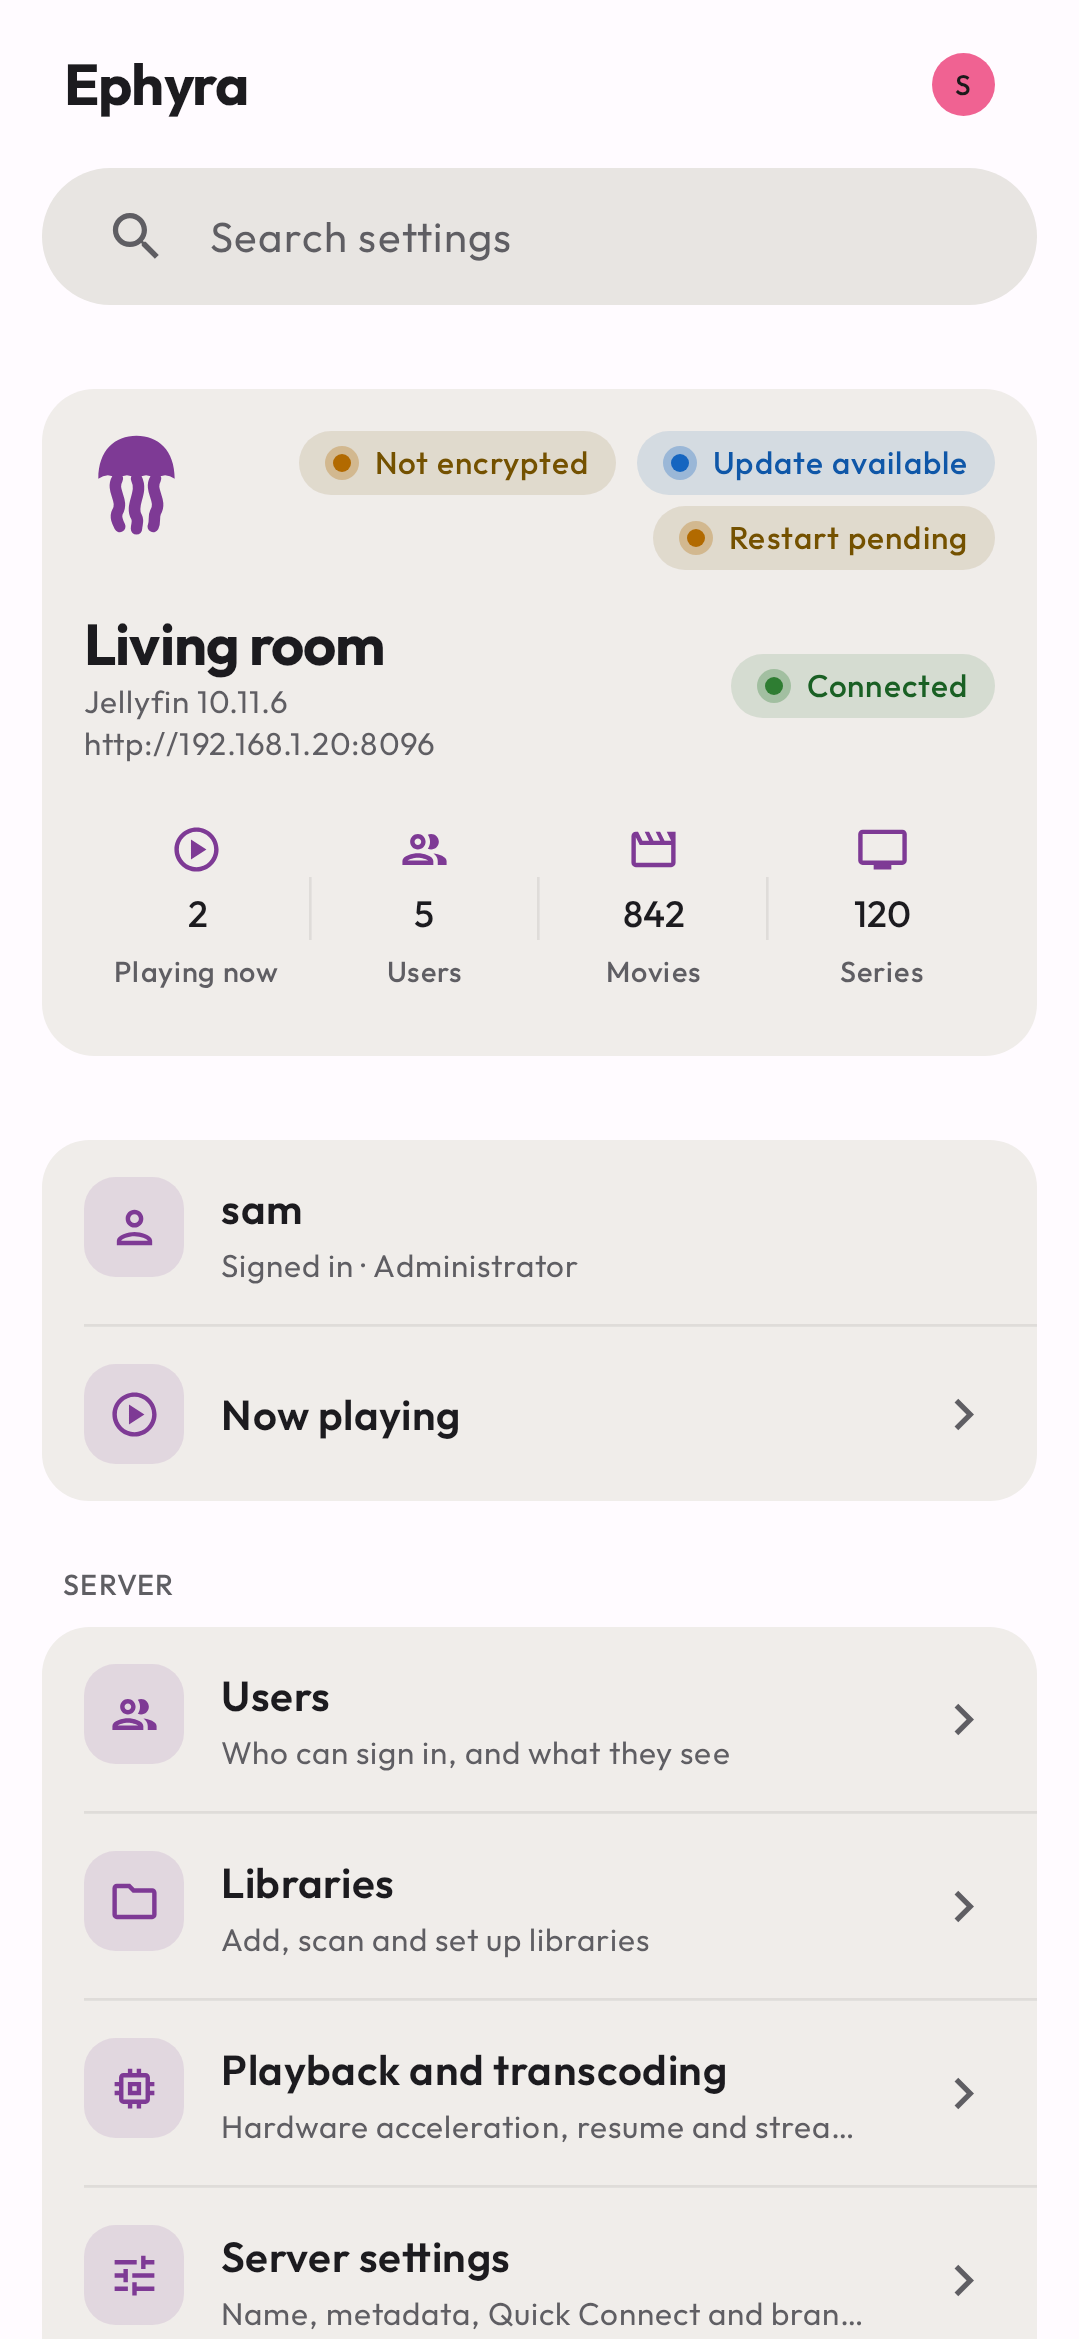 Ephyra
S
Search settings
Not encrypted
Update available
Restart pending
Living room
Jellyfin 10.11.6
http://192.168.1.20:8096
Connected
2
5
842
120
Playing now
Users
Movies
Series
sam
Signed in · Administrator
Now playing
SERVER
Users
Who can sign in, and what they see
Libraries
Add, scan and set up libraries
Playback and transcoding
Hardware acceleration, resume and strea…
Server settings
Name, metadata, Quick Connect and bran…